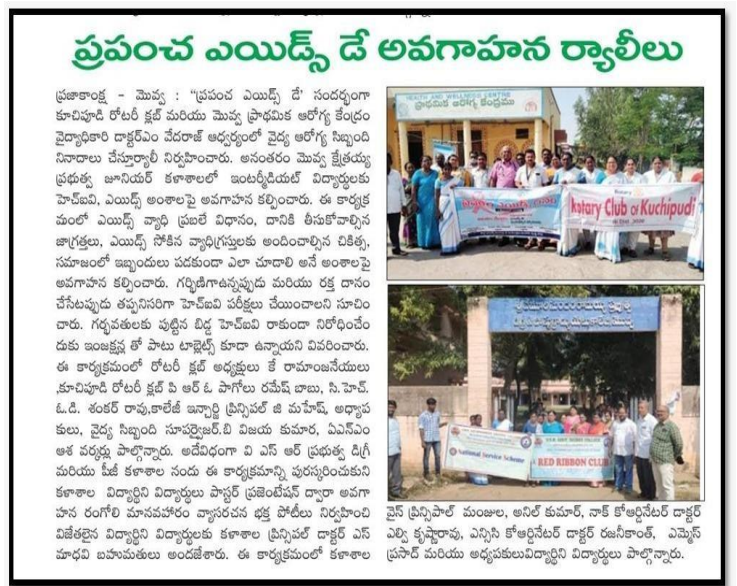 ప్రపంచ ఎయిడ్స్ డే అవగాహన ర్యాలీలు
ప్రజాకాంక్ష - మొవ్వ : "ప్రపంచ ఎయిడ్స్ డే' సందర్భంగా
కూచిపూడి రోటరీ క్లబ్ మరియు మొవ్వ ప్రాథమిక ఆరోగ్య కేంద్రం
వైద్యాధికారి డాక్టర్ఎం వేదరాజ్ ఆధ్వర్యంలో వైద్య ఆరోగ్య సిబ్బంది
నినాదాలు చేస్తూర్యాలీ నిర్వహించారు. అనంతరం మొవ్వ క్షేత్రయ్య
ప్రభుత్వ జూనియర్ కళాశాలలో ఇంటర్మీడియట్ విద్యార్థులకు
హెచ్ఐవి, ఎయిడ్స్ అంశాలపై అవగాహన కల్పించారు. ఈ కార్యక్ర
మంలో ఎయిడ్స్ వ్యాధి ప్రబలే విధానం, దానికి తీసుకోవాల్సిన
జాగ్రత్తలు, ఎయిడ్స్ సోకిన వ్యాధిగ్రస్తులకు అందించాల్సిన చికిత్స,
సమాజంలో ఇబ్బందులు పడకుండా ఎలా చూడాలి అనే అంశాలపై
అవగాహన కల్పించారు. గర్భిణిగాఉన్నప్పుడు మరియు రక్త దానం
చేసేటప్పుడు తప్పనిసరిగా హెచ్ఐవి పరీక్షలు చేయించాలని సూచిం
చారు. గర్భవతులకు పుట్టిన బిడ్డ హెచ్ఐవి రాకుండా నిరోధించేం
దుకు ఇంజక్షన్ల తో పాటు టాబ్లెట్స్ కూడా ఉన్నాయని వివరించారు.
ఈ కార్యక్రమంలో రోటరీ క్లబ్ అధ్యక్షులు కే రామాంజనేయులు
,కూచిపూడి రోటరీ క్లబ్ పి ఆర్ ఓ పాగోలు రమేష్ బాబు, సి.హెచ్.
ఓ.డి. శంకర్ రావు,కాలేజీ ఇన్చార్జి ప్రిన్సిపల్ జి మహేష్, అధ్యాప
కులు, వైద్య సిబ్బంది సూపర్వైజర్.బి విజయ కుమార, ఏఎన్ఎం
ఆశ వర్కర్లు పాల్గొన్నారు. అదేవిధంగా వి ఎస్ ఆర్ ప్రభుత్వ డిగ్రీ
మరియు పీజీ కళాశాల నందు ఈ కార్యక్రమాన్ని పురస్కరించుకుని
కళాశాల విద్యార్థిని విద్యార్థులు పోస్టర్ ప్రజెంటేషన్ ద్వారా అవగా
హన రంగోలి మానవహారం వ్యాసరచన భక్త పోటీలు నిర్వహించి
విజేతలైన విద్యార్థిని విద్యార్థులకు కళాశాల ప్రిన్సిపల్ డాక్టర్ ఎస్
మాధవి బహుమతులు అందజేశారు. ఈ కార్యక్రమంలో కళాశాల
HEALTH AND WELLNESS CENTRE
ప్రాథమిక ఆరోగ్య కేంద్రము
Rotary
Rotary Club of Kuchipudi
National Service Scheme
RED RIBBON CLUB
వైస్ ప్రిన్సిపాల్ మంజుల, అనిల్ కుమార్, నాక్ కోఆర్డినేటర్ డాక్టర్
ఎల్వి కృష్ణారావు, ఎన్సిసి కోఆర్డినేటర్ డాక్టర్ రజనీకాంత్, ఎమ్మెస్
ప్రసాద్ మరియు అధ్యపకులువిద్యార్థిని విద్యార్థులు పాల్గొన్నారు.